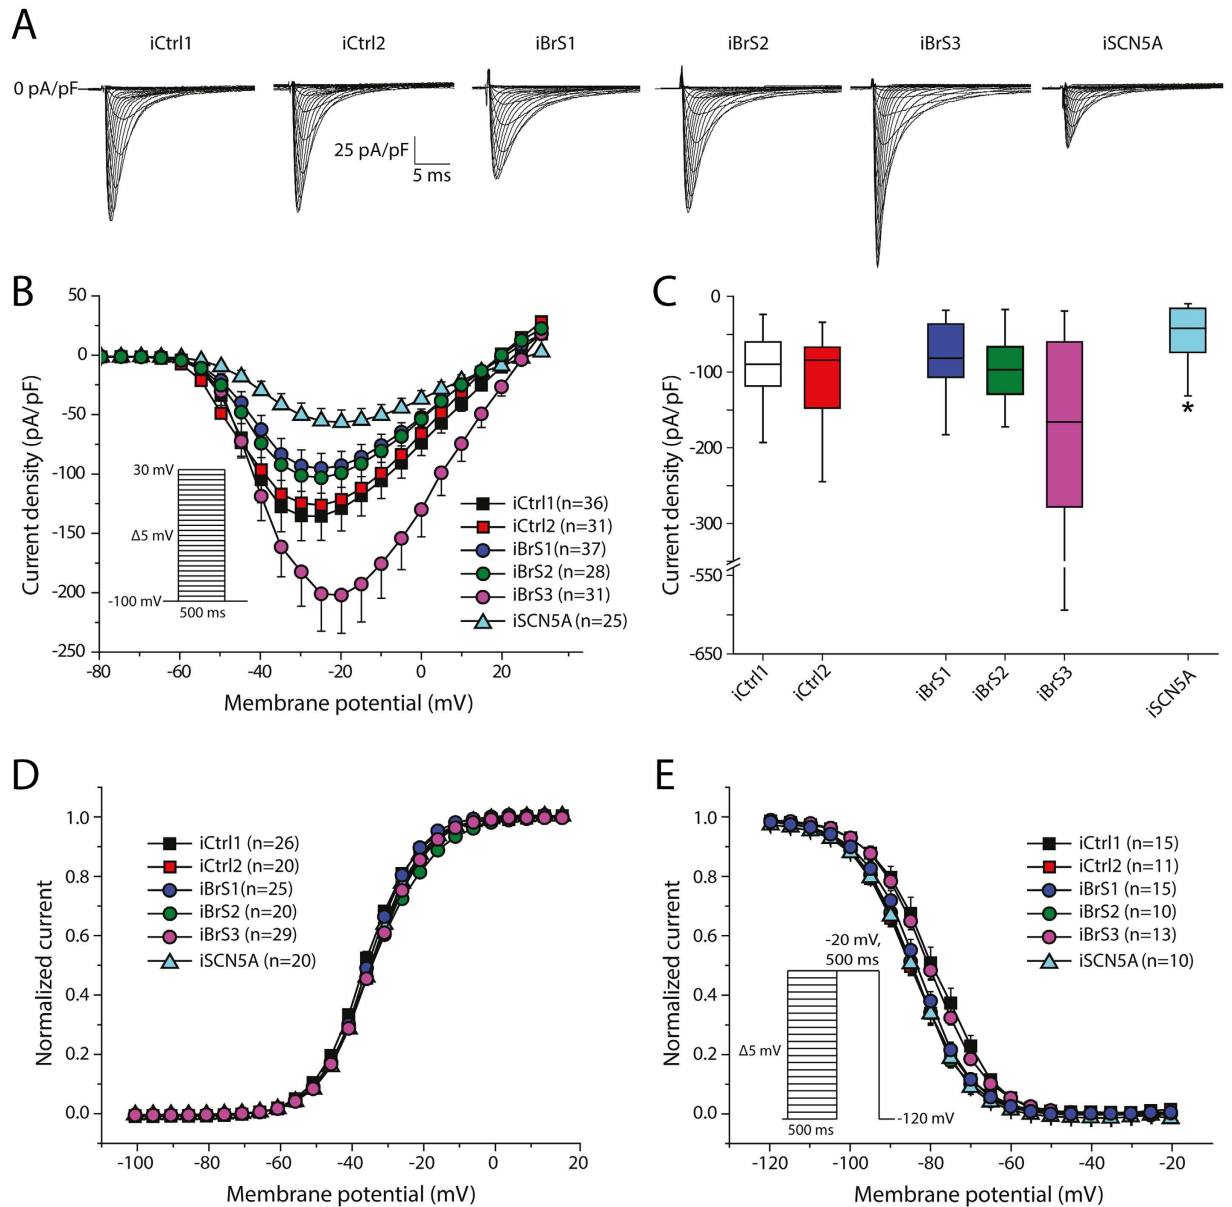 A
iCtrl1 iCtrl2 iBrS1 iBrS2 iBrS3 iSCN5A
0 pA/pF
25 pA/pF
5 ms
B
50
0
-50
-100
-150
-200
-250
Current density (pA/pF)
-80 -60 -40 -20 0 20
Membrane potential (mV)
30 mV
Δ5 mV
-100 mV
500 ms
iCtrl1 (n=36)
iCtrl2 (n=31)
iBrS1(n=37)
iBrS2 (n=28)
iBrS3 (n=31)
iSCN5A (n=25)
C
0
-100
-200
-300
-550
-650
Current density (pA/pF)
*
iCtrl1 iCtrl2 iBrS1 iBrS2 iBrS3 iSCN5A
D
1.0
0.8
0.6
0.4
0.2
0.0
Normalized current
iCtrl1 (n=26)
iCtrl2 (n=20)
iBrS1(n=25)
iBrS2 (n=20)
iBrS3 (n=29)
iSCN5A (n=20)
-100 -80 -60 -40 -20 0 20
Membrane potential (mV)
E
1.0
0.8
0.6
0.4
0.2
0.0
Normalized current
iCtrl1 (n=15)
iCtrl2 (n=11)
iBrS1 (n=15)
iBrS2 (n=10)
iBrS3 (n=13)
iSCN5A (n=10)
-20 mV,
500 ms
Δ5 mV
-120 mV
500 ms
-120 -100 -80 -60 -40 -20
Membrane potential (mV)